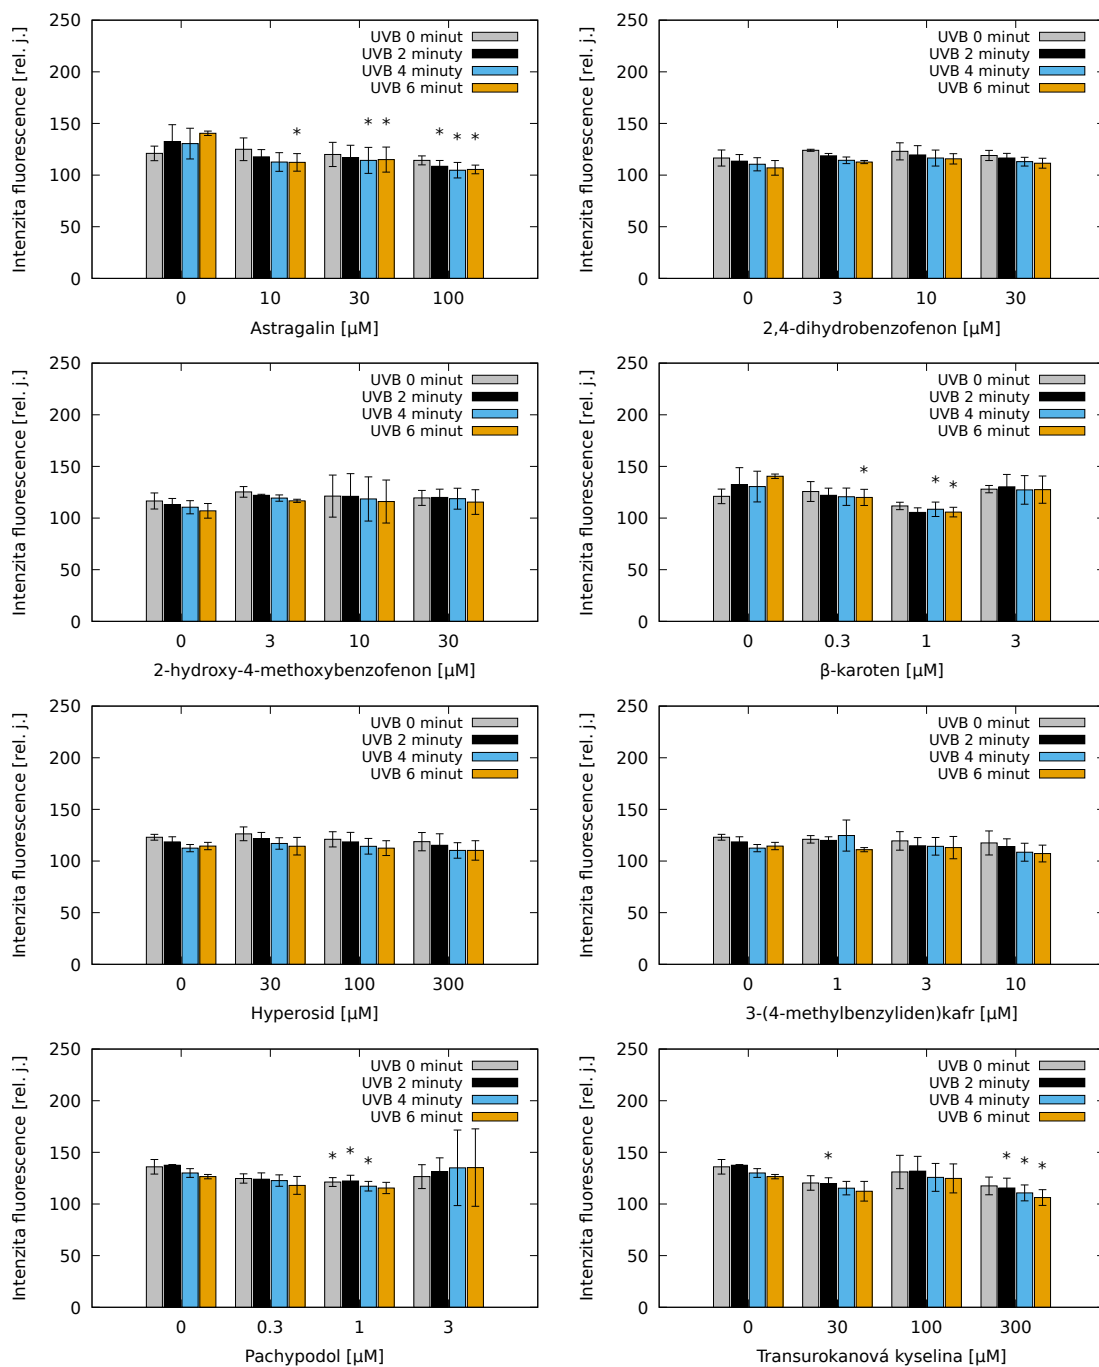 Intenzita fluorescence [rel. j.]
250
200
150
100
50
0
UVB 0 minut
UVB 2 minuty
UVB 4 minuty
UVB 6 minut
* * * * * *
0 10 30 100
Astragalin [µM]
Intenzita fluorescence [rel. j.]
250
200
150
100
50
0
UVB 0 minut
UVB 2 minuty
UVB 4 minuty
UVB 6 minut
0 3 10 30
2,4-dihydrobenzofenon [µM]
Intenzita fluorescence [rel. j.]
250
200
150
100
50
0
UVB 0 minut
UVB 2 minuty
UVB 4 minuty
UVB 6 minut
0 3 10 30
2-hydroxy-4-methoxybenzofenon [µM]
Intenzita fluorescence [rel. j.]
250
200
150
100
50
0
UVB 0 minut
UVB 2 minuty
UVB 4 minuty
UVB 6 minut
* * *
0 0.3 1 3
β-karoten [µM]
Intenzita fluorescence [rel. j.]
250
200
150
100
50
0
UVB 0 minut
UVB 2 minuty
UVB 4 minuty
UVB 6 minut
0 30 100 300
Hyperosid [µM]
Intenzita fluorescence [rel. j.]
250
200
150
100
50
0
UVB 0 minut
UVB 2 minuty
UVB 4 minuty
UVB 6 minut
0 1 3 10
3-(4-methylbenzyliden)kafr [µM]
Intenzita fluorescence [rel. j.]
250
200
150
100
50
0
UVB 0 minut
UVB 2 minuty
UVB 4 minuty
UVB 6 minut
* * *
0 0.3 1 3
Pachypodol [µM]
Intenzita fluorescence [rel. j.]
250
200
150
100
50
0
UVB 0 minut
UVB 2 minuty
UVB 4 minuty
UVB 6 minut
* * * *
0 30 100 300
Transurokanová kyselina [µM]